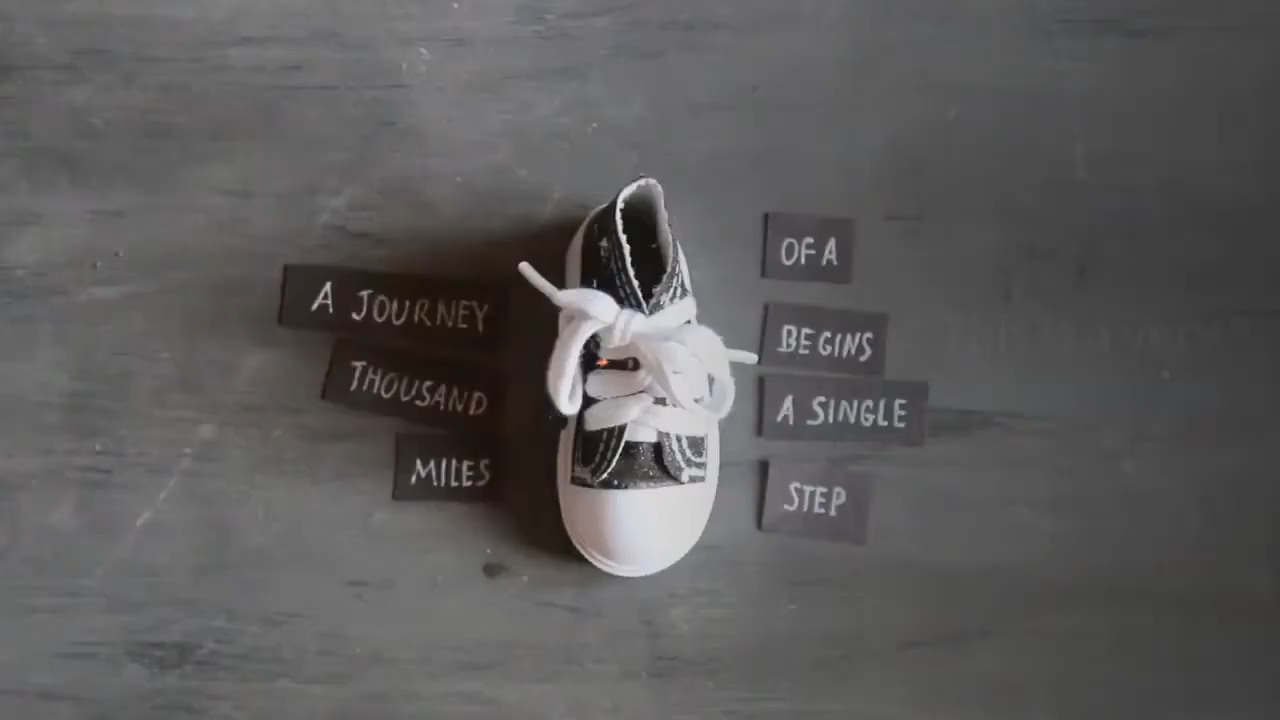 A JOURNEY
THOUSAND
MILES
OF A
BEGINS
A SINGLE
STEP